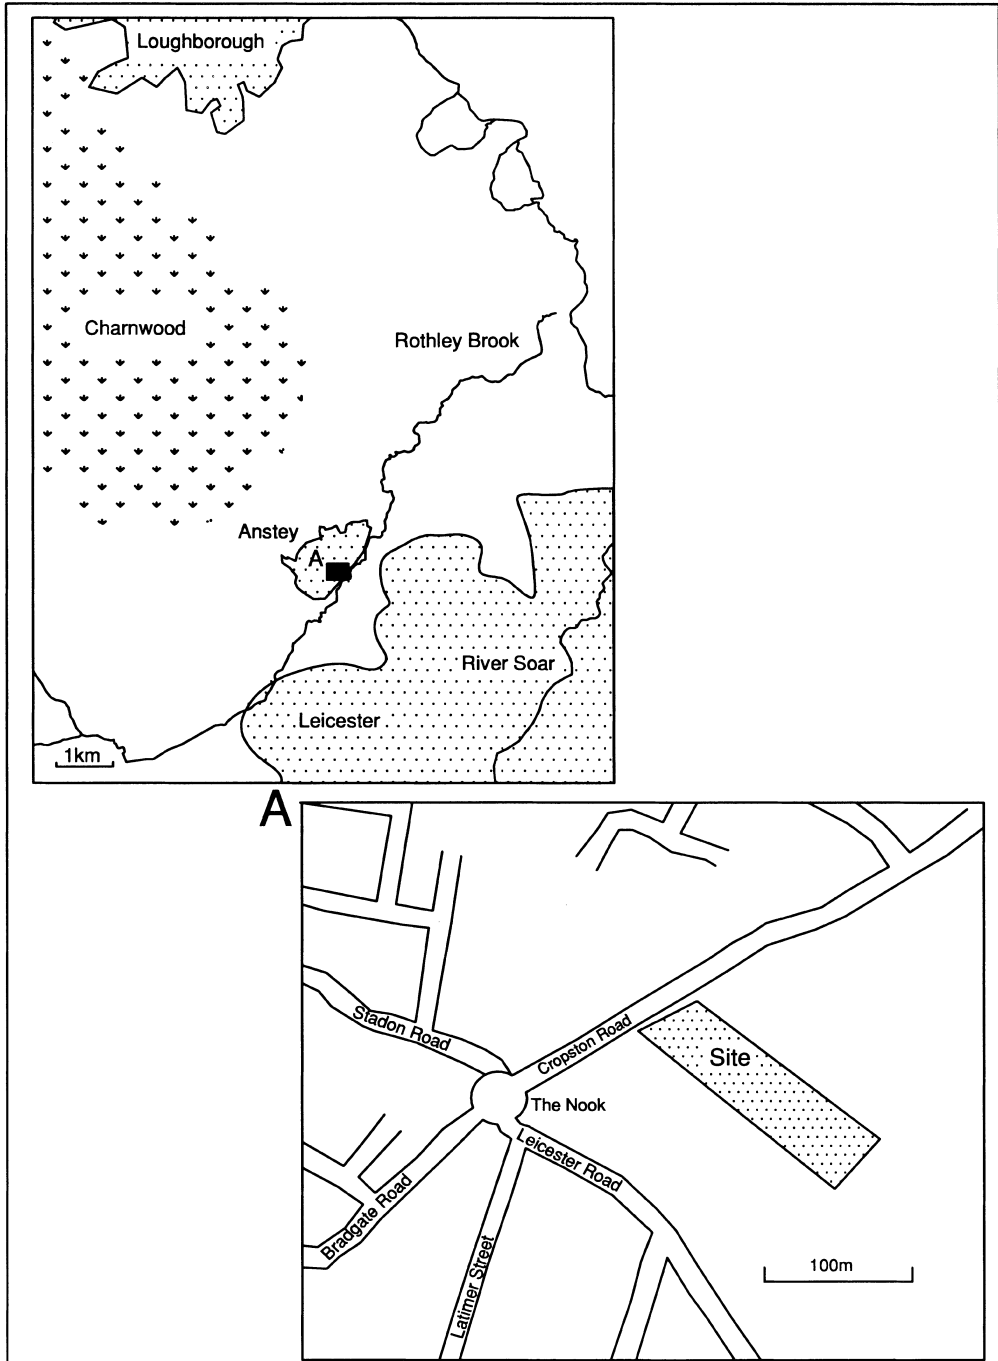 Loughborough
Charnwood
Rothley Brook
Anstey
A
River Soar
Leicester
1km
A
Stadon Road
Cropston Road
Site
The Nook
Leicester Road
Bradgate Road
Latimer Street
100m